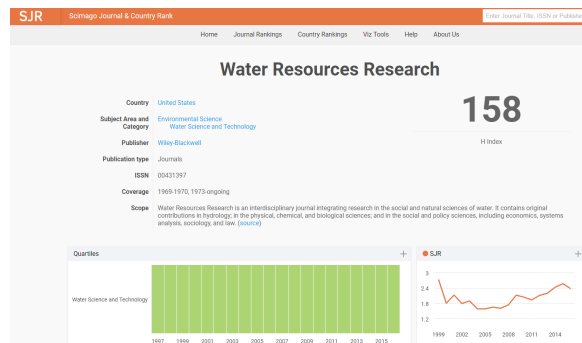 SJR Scimago Journal & Country Rank Enter Journal Title, ISSN or Publisher
Home Journal Rankings Country Rankings Viz Tools Help About Us
Water Resources Research
Country United States
Subject Area and Category Environmental Science
Water Science and Technology
Publisher Wiley-Blackwell
Publication type Journals
ISSN 00431397
Coverage 1969-1970, 1973-ongoing
Scope Water Resources Research is an interdisciplinary journal integrating research in the social and natural sciences of water. It contains original
contributions in hydrology; in the physical, chemical, and biological sciences; and in the social and policy sciences, including economics, systems
analysis, sociology, and law. (source)
158
H Index
Quartiles +
Water Science and Technology
1997 1999 2001 2003 2005 2007 2009 2011 2013 2015
SJR +
3
2.4
1.8
1.2
1999 2002 2005 2008 2011 2014